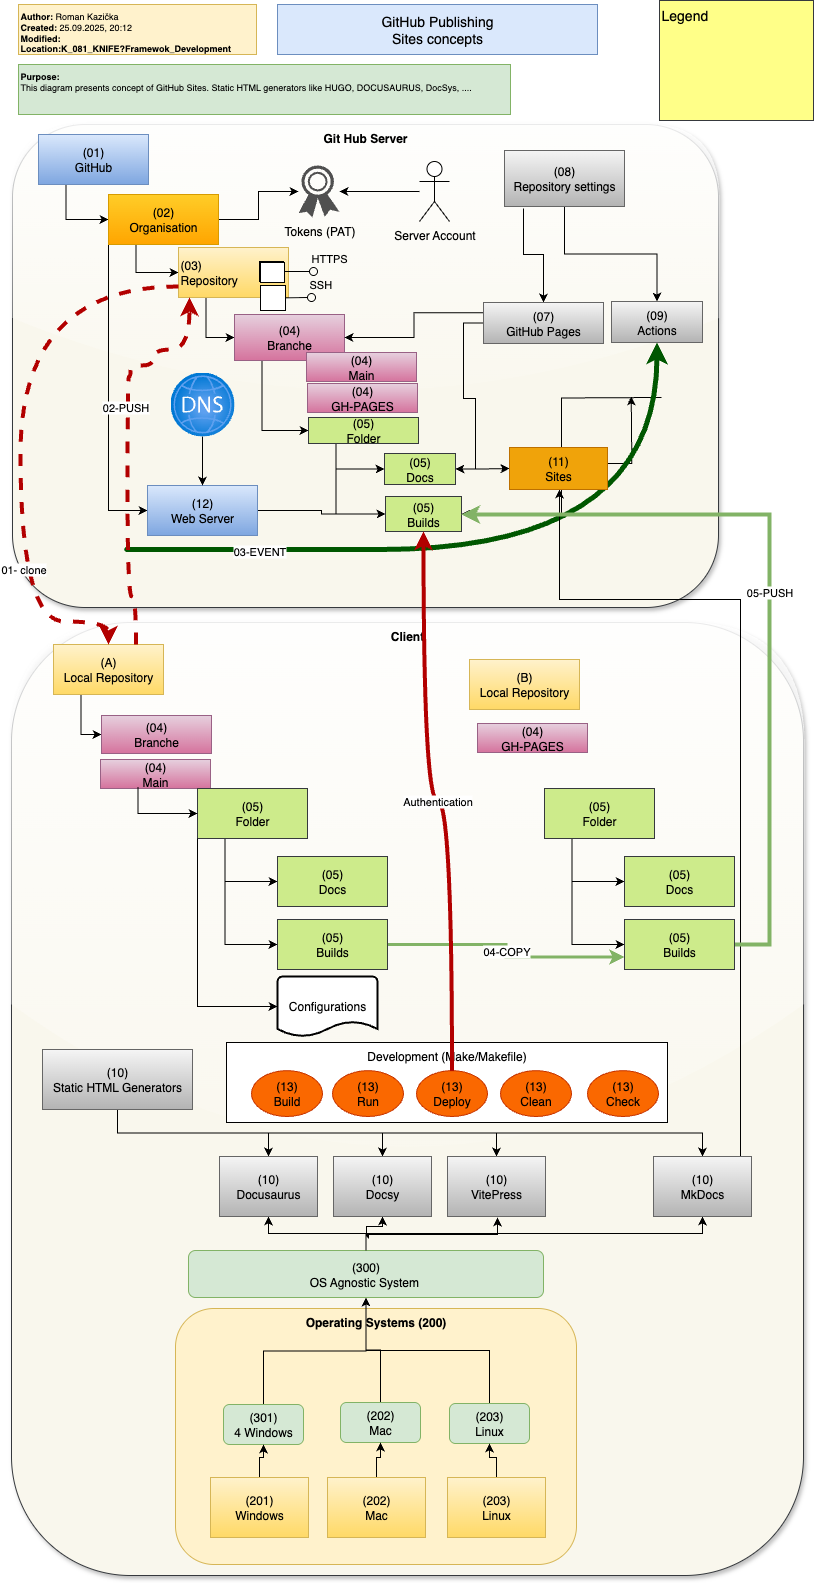 Author: Roman Kazička
Created: 25.09.2025, 20:12
Modified:
Location:K_081_KNIFE?Framewok_Development
GitHub Publishing
Sites concepts
Legend
Purpose:
This diagram presents concept of GitHub Sites. Static HTML generators like HUGO, DOCUSAURUS, DocSys, ....
Git Hub Server
(01)
GitHub
(02)
Organisation
Tokens (PAT)
Server Account
(08)
Repository settings
(03)
Repository
HTTPS
SSH
(04)
Branche
(07)
GitHub Pages
(09)
Actions
(04)
Main
(04)
GH-PAGES
DNS
02-PUSH
(05)
Folder
(05)
Docs
(11)
Sites
(12)
Web Server
(05)
Builds
03-EVENT
01- clone
05-PUSH
Client
(A)
Local Repository
(B)
Local Repository
(04)
Branche
(04)
GH-PAGES
(04)
Main
(05)
Folder
Authentication
(05)
Folder
(05)
Docs
(05)
Docs
(05)
Builds
04-COPY
(05)
Builds
Configurations
Development (Make/Makefile)
(10)
Static HTML Generators
(13)
Build
(13)
Run
(13)
Deploy
(13)
Clean
(13)
Check
(10)
Docusaurus
(10)
Docsy
(10)
VitePress
(10)
MkDocs
(300)
OS Agnostic System
Operating Systems (200)
(301)
4 Windows
(202)
Mac
(203)
Linux
(201)
Windows
(202)
Mac
(203)
Linux